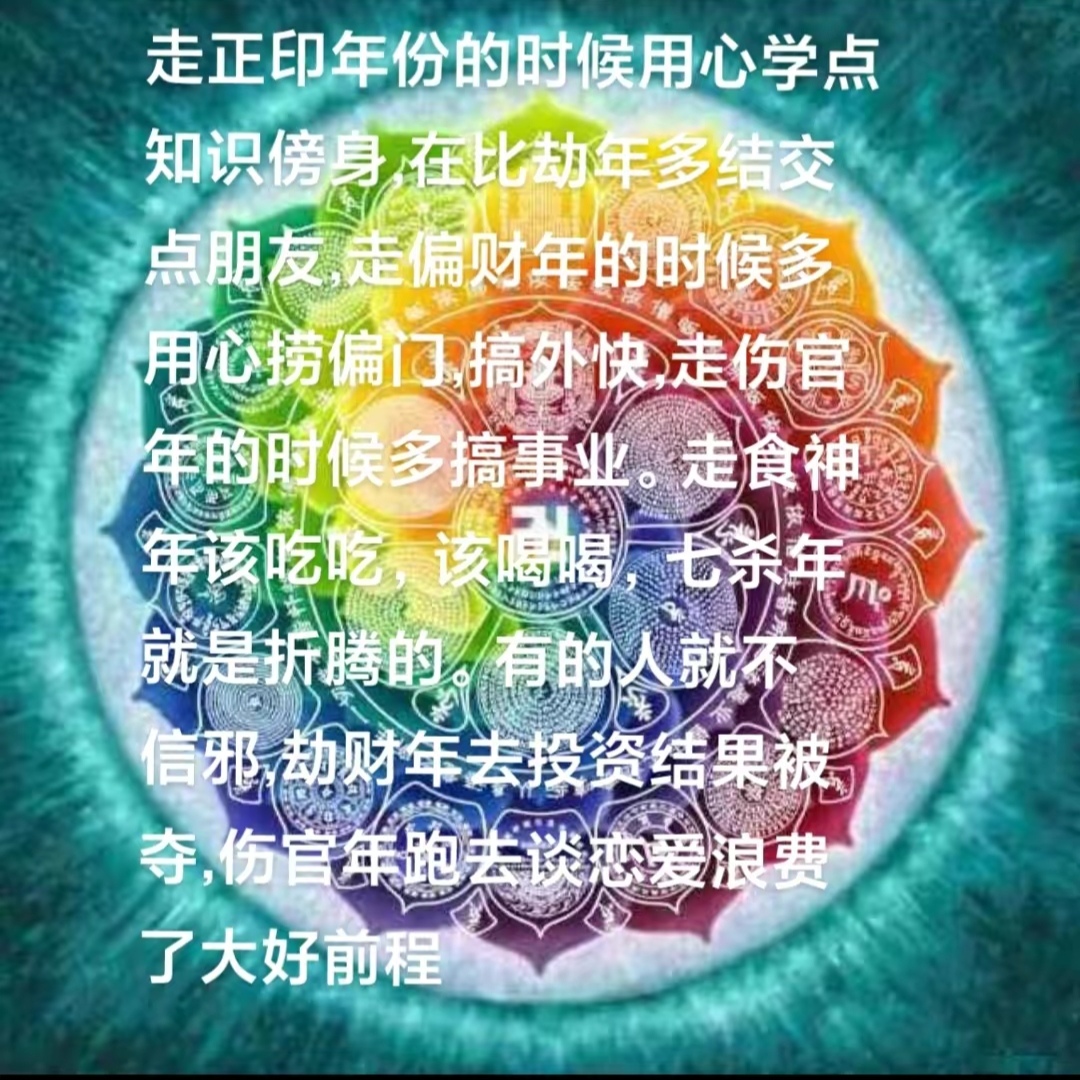 走正印年份的时候用心学点
知识傍身,在比劫年多结交
点朋友,走偏财年的时候多
用心捞偏门,搞外快,走伤官
年的时候多搞事业。走食神
年该吃吃，该喝喝，七杀年
就是折腾的。有的人就不
信邪,劫财年去投资结果被
夺,伤官年跑去谈恋爱浪费
了大好前程